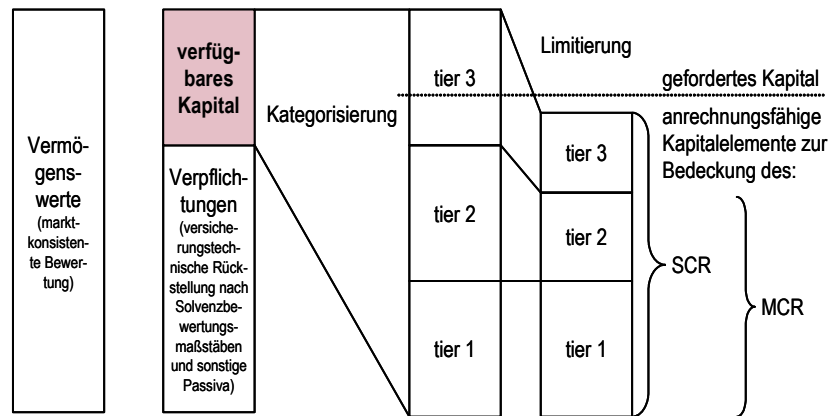 Vermö-
gens-
werte
(markt-
konsisten-
te Bewer-
tung)
verfüg-
bares
Kapital
Verpflich-
tungen
(versiche-
rungstech-
nische Rück-
stellung nach
Solvenzbe-
wertungs-
maßstäben
und sonstige
Passiva)
Kategorisierung
tier 3
tier 2
tier 1
Limitierung
tier 3
tier 2
tier 1
gefordertes Kapital
anrechnungsfähige
Kapitalelemente zur
Bedeckung des:
SCR
MCR